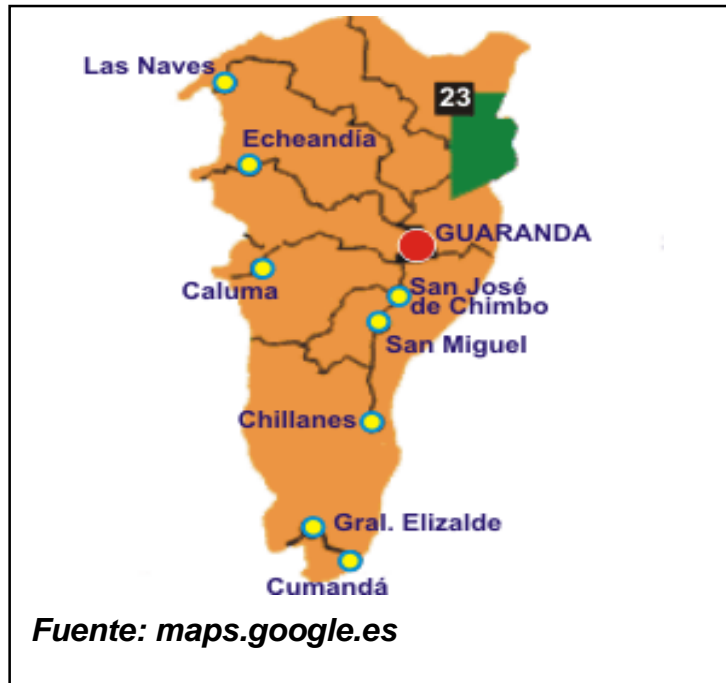 Las Naves
23
Echeandía
GUARANDA
Caluma
San José
de Chimbo
San Miguel
Chillanes
Gral. Elizalde
Cumandá
Fuente: maps.google.es